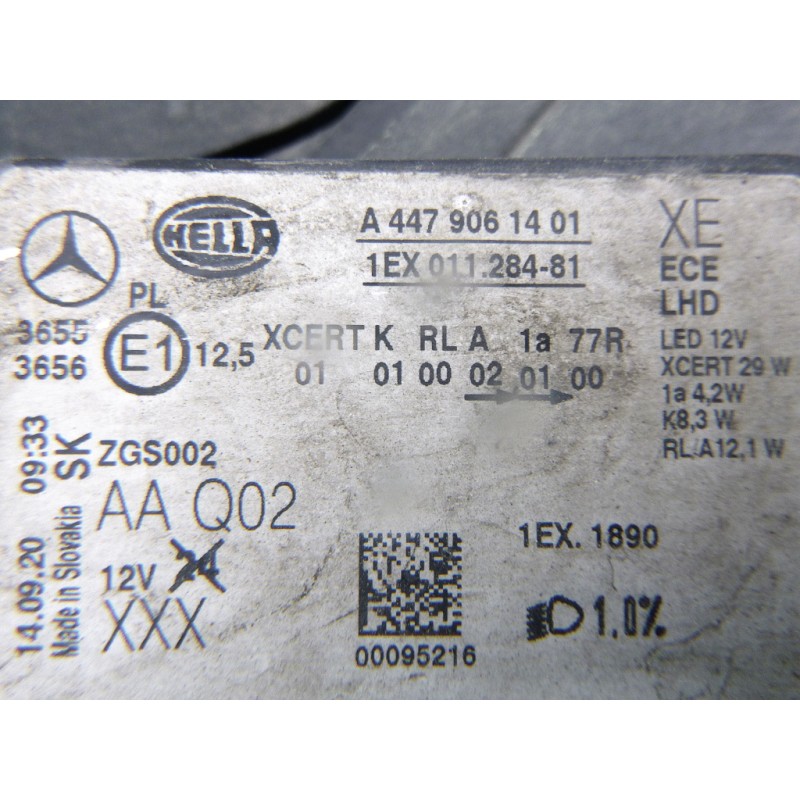 HELLA
A 447 906 14 01
1EX 011.284-81
XE
ECE
LHD
PL
3655
3656
E1
12,5
XCERT K RL A 1a 77R
01 01 00 02 01 00
LED 12V
XCERT 29 W
1a 4,2W
K8,3 W
RL.A12,1 W
14.09.20 09:33
Made in Slovakia
SK
ZGS002
AA Q02
12V 24
XXX
00095216
1EX. 1890
1.0%